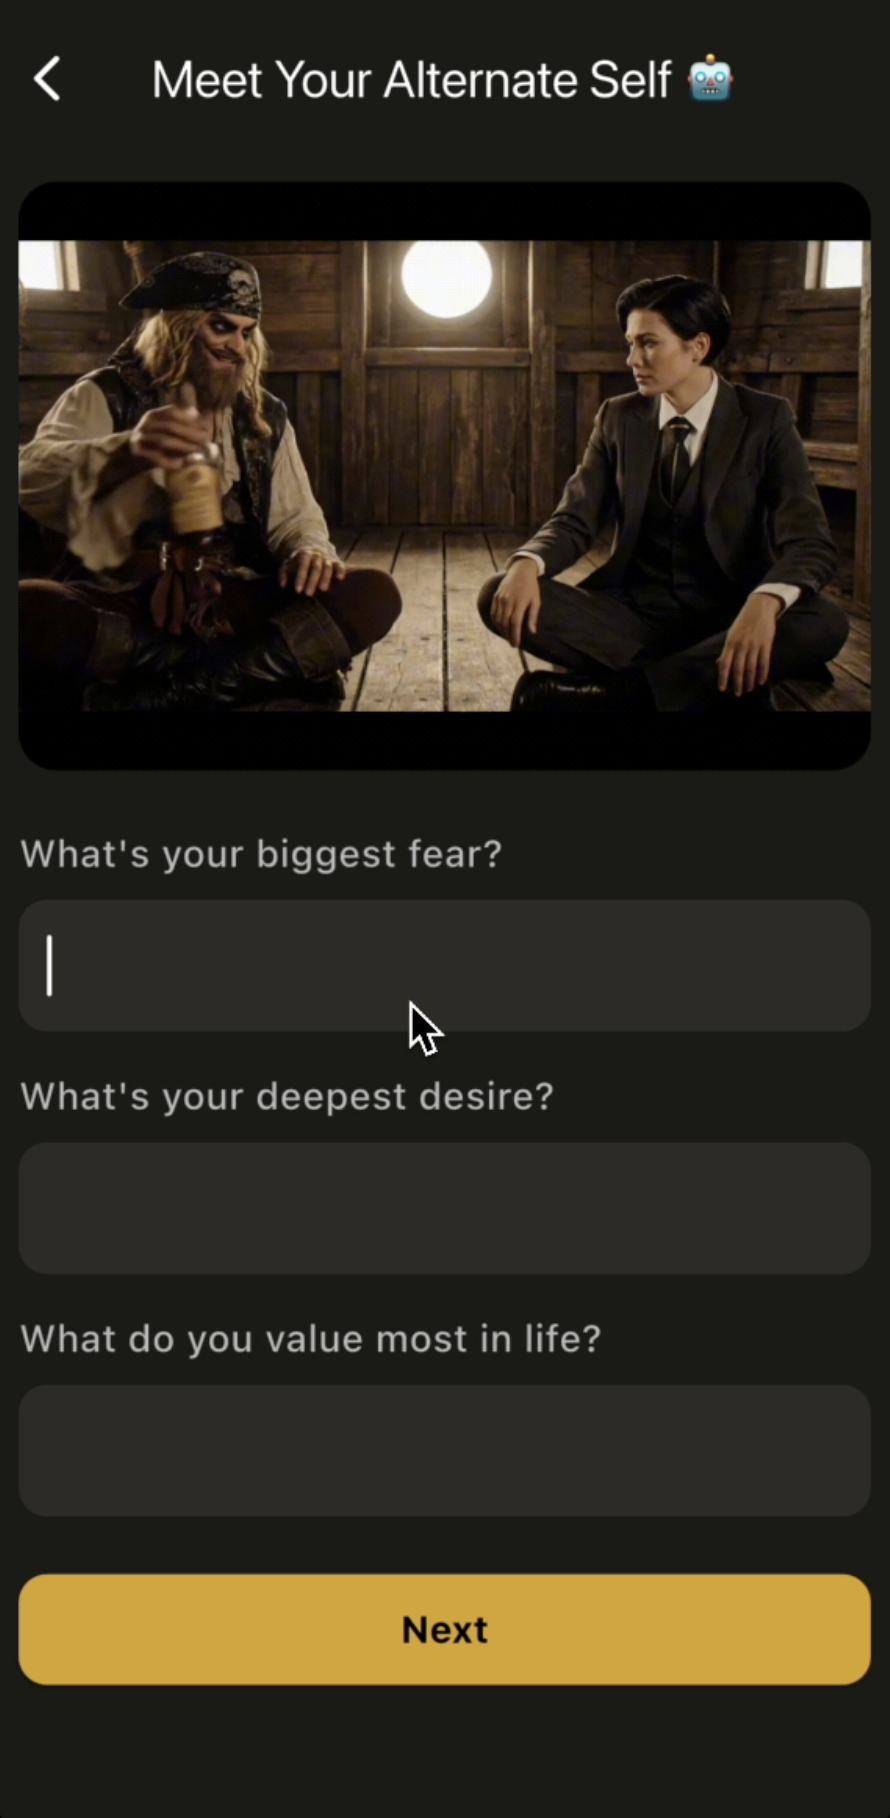 Meet Your Alternate Self 🤖
What's your biggest fear?
What's your deepest desire?
What do you value most in life?
Next